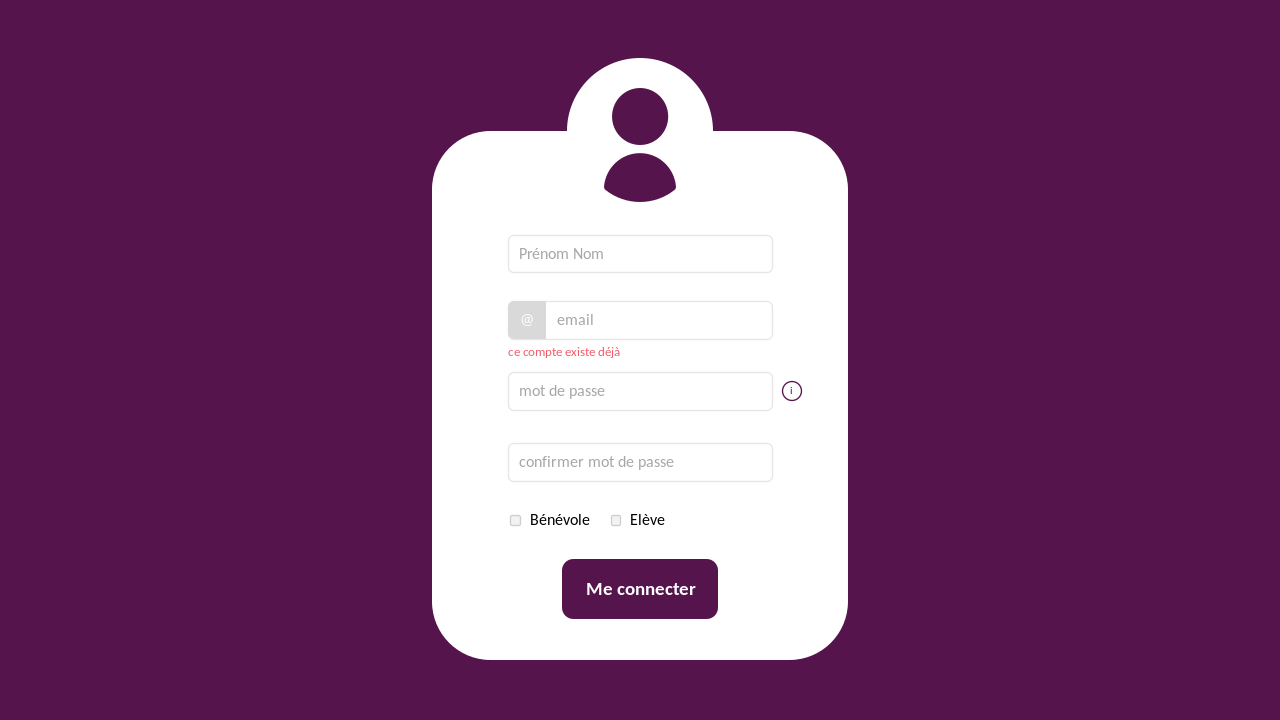 Prénom Nom
@ email
ce compte existe déjà
mot de passe
i
confirmer mot de passe
Bénévole Elève
Me connecter